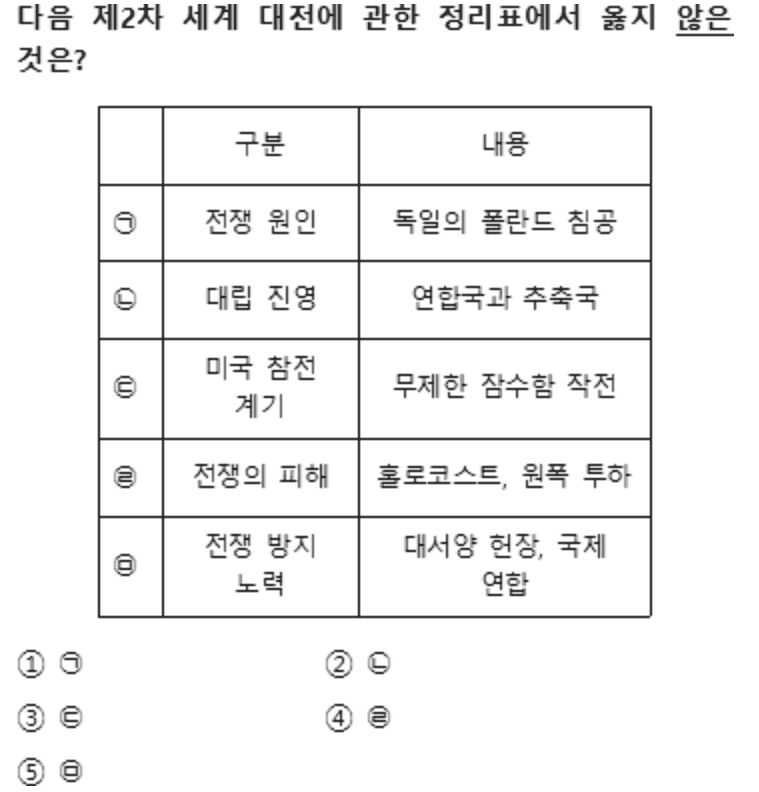 다음 제2차 세계 대전에 관한 정리표에서 옳지 않은
것은?
구분 내용
㉠ 전쟁 원인 독일의 폴란드 침공
㉡ 대립 진영 연합국과 추축국
㉢ 미국 참전
계기 무제한 잠수함 작전
㉣ 전쟁의 피해 홀로코스트, 원폭 투하
㉤ 전쟁 방지
노력 대서양 헌장, 국제
연합
① ㉠ ② ㉡
③ ㉢ ④ ㉣
⑤ ㉤